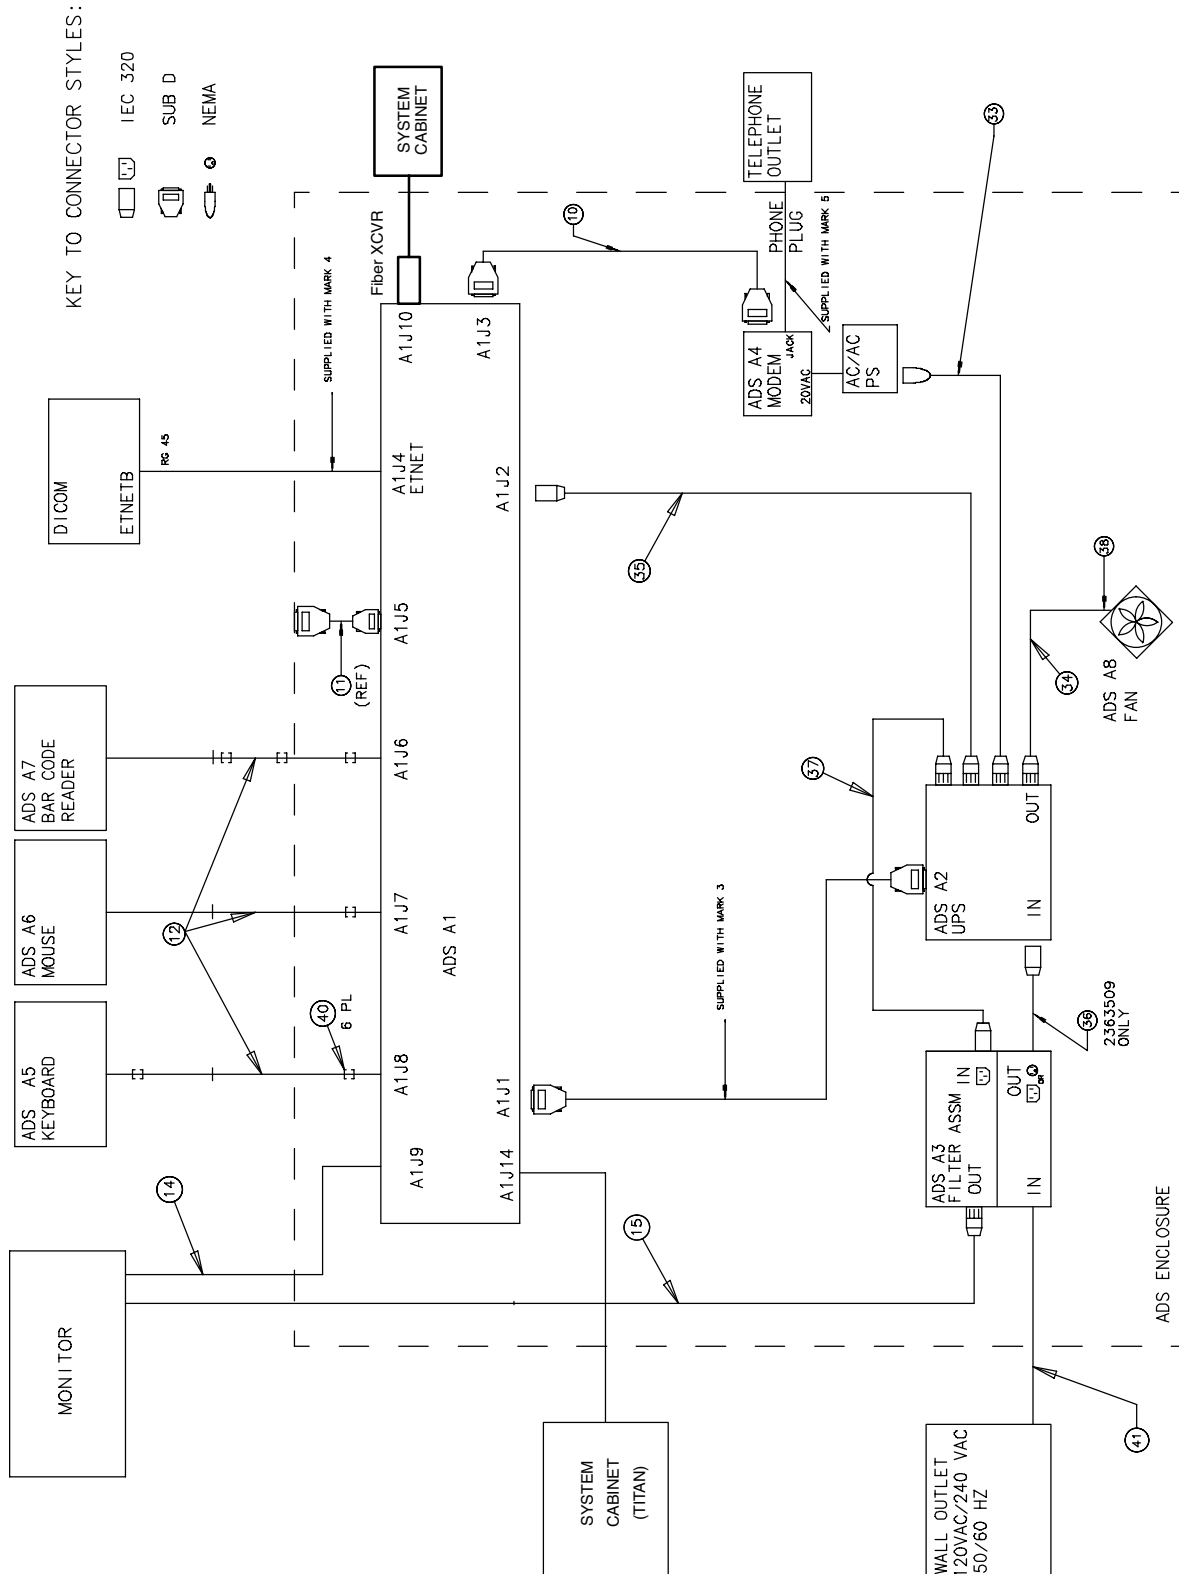 KEY TO CONNECTOR STYLES:
IEC 320
SUB D
NEMA
SYSTEM
CABINET
Fiber XCVR
SUPPLIED WITH MARK 4
DICOM
ETNETB
RG 45
ADS A7
BAR CODE
READER
ADS A6
MOUSE
ADS A5
KEYBOARD
MONITOR
12
14
11
(REF)
40
6 PL
A1J10
A1J4
ETNET
A1J5
A1J6
A1J7
A1J8
A1J9
ADS A1
A1J3
A1J2
A1J1
A1J14
10
TELEPHONE
OUTLET
PHONE
PLUG
SUPPLIED WITH MARK 5
ADS A4
MODEM
JACK
20VAC
AC/AC
PS
33
35
15
SUPPLIED WITH MARK 3
37
34
38
ADS A8
FAN
ADS A2
UPS
IN
OUT
36
2363509
ONLY
ADS A3
FILTER ASSM
OUT
IN
IN
OUT
OR
SYSTEM
CABINET
(TITAN)
WALL OUTLET
120VAC/240 VAC
50/60 HZ
41
ADS ENCLOSURE